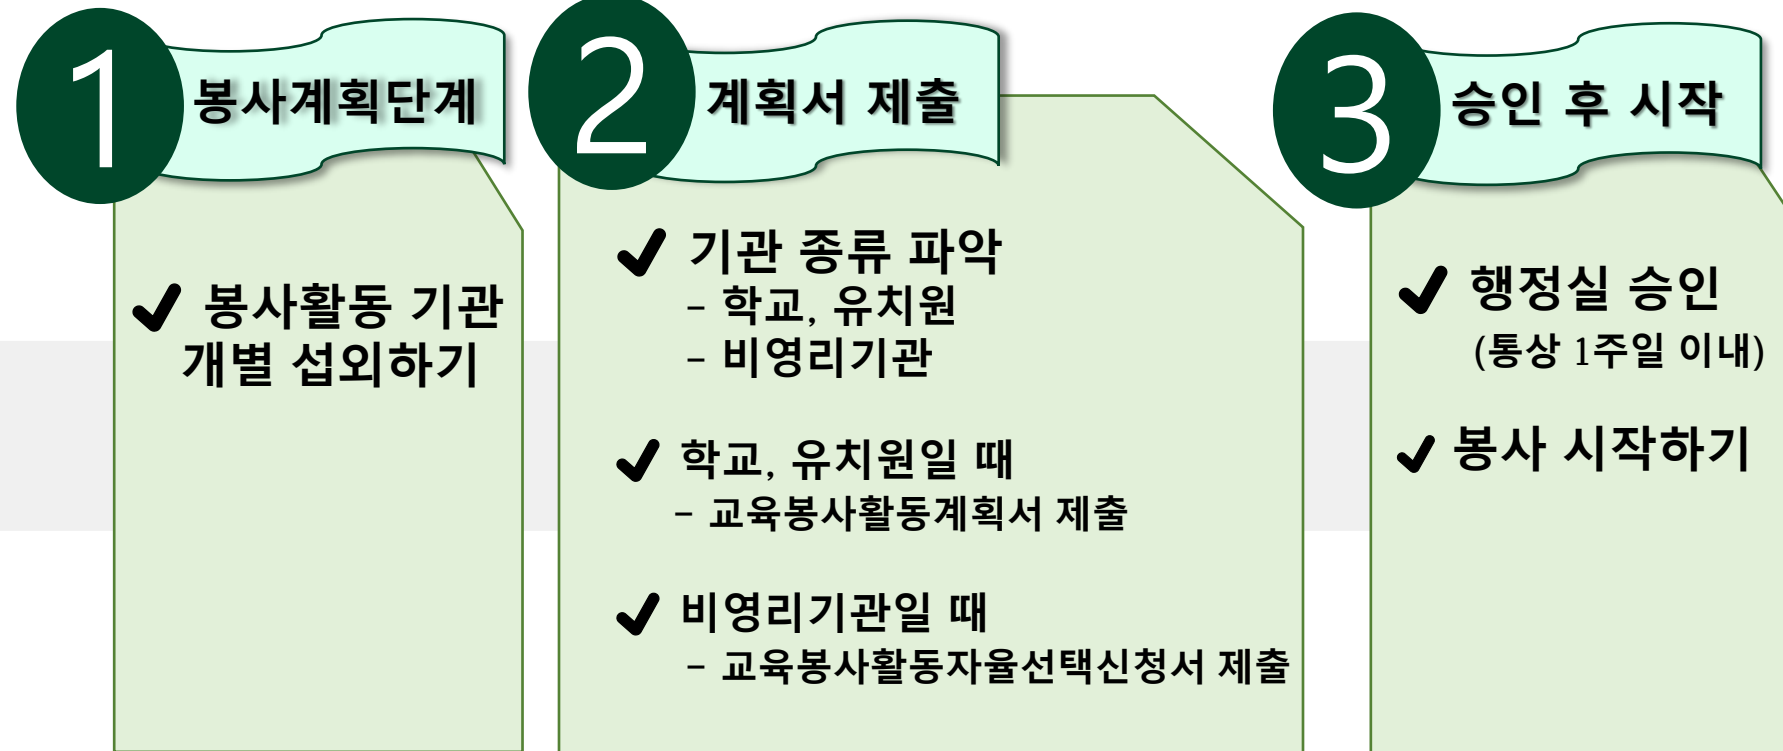 1
봉사계획단계
✔ 봉사활동 기관
개별 섭외하기
2
계획서 제출
✔ 기관 종류 파악
- 학교, 유치원
- 비영리기관
✔ 학교, 유치원일 때
- 교육봉사활동계획서 제출
✔ 비영리기관일 때
- 교육봉사활동자율선택신청서 제출
3
승인 후 시작
✔ 행정실 승인
(통상 1주일 이내)
✔ 봉사 시작하기